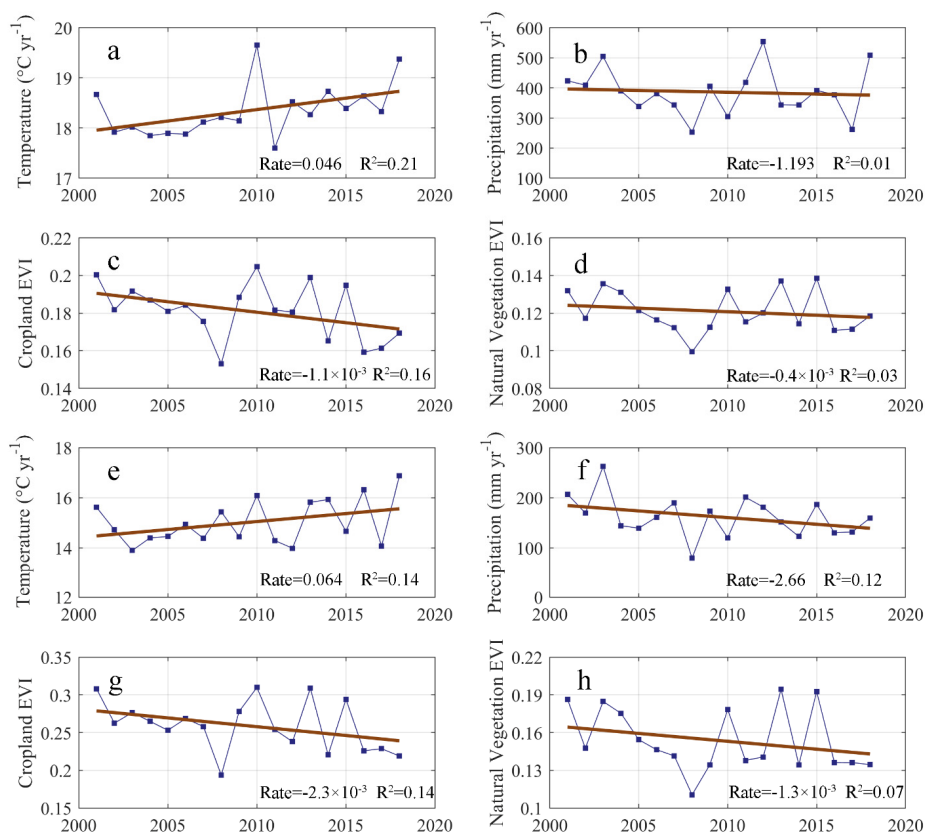 a
Temperature (°C yr⁻¹)
20
19
18
17
Rate=0.046 R²=0.21
2000 2005 2010 2015 2020
b
Precipitation (mm yr⁻¹)
600
500
400
300
200
100
Rate=-1.193 R²=0.01
2000 2005 2010 2015 2020
c
Cropland EVI
0.22
0.2
0.18
0.16
0.14
Rate=-1.1×10⁻³ R²=0.16
2000 2005 2010 2015 2020
d
Natural Vegetation EVI
0.16
0.14
0.12
0.1
0.08
Rate=-0.4×10⁻³ R²=0.03
2000 2005 2010 2015 2020
e
Temperature (°C yr⁻¹)
18
16
14
12
Rate=0.064 R²=0.14
2000 2005 2010 2015 2020
f
Precipitation (mm yr⁻¹)
300
200
100
0
Rate=-2.66 R²=0.12
2000 2005 2010 2015 2020
g
Cropland EVI
0.35
0.3
0.25
0.2
0.15
Rate=-2.3×10⁻³ R²=0.14
2000 2005 2010 2015 2020
h
Natural Vegetation EVI
0.22
0.19
0.16
0.13
0.1
Rate=-1.3×10⁻³ R²=0.07
2000 2005 2010 2015 2020